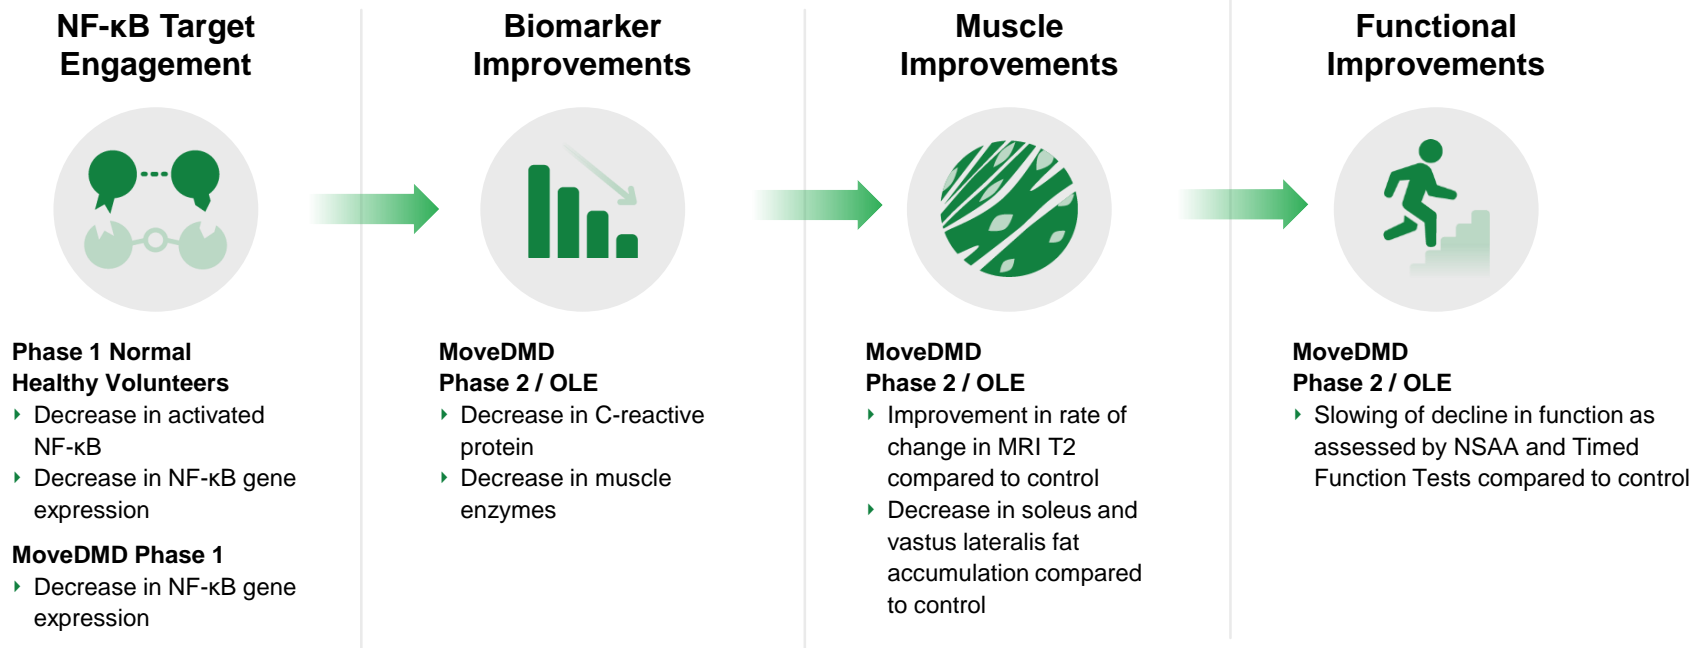 NF-κB Target
Engagement
Phase 1 Normal
Healthy Volunteers
Decrease in activated
NF-κB
Decrease in NF-κB gene
expression
MoveDMD Phase 1
Decrease in NF-κB gene
expression
Biomarker
Improvements
MoveDMD
Phase 2 / OLE
Decrease in C-reactive
protein
Decrease in muscle
enzymes
Muscle
Improvements
MoveDMD
Phase 2 / OLE
Improvement in rate of
change in MRI T2
compared to control
Decrease in soleus and
vastus lateralis fat
accumulation compared
to control
Functional
Improvements
MoveDMD
Phase 2 / OLE
Slowing of decline in function as
assessed by NSAA and Timed
Function Tests compared to control